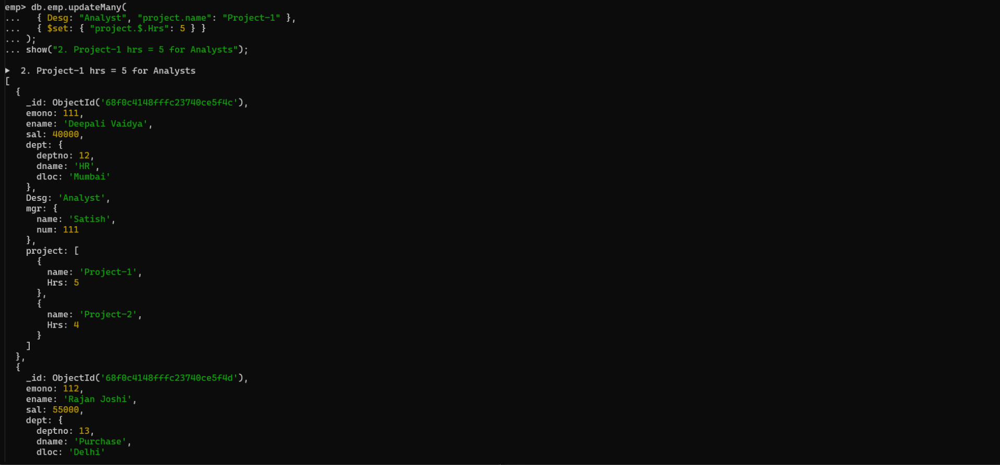 emp> db.emp.updateMany(
...   { Desg: "Analyst", "project.name": "Project-1" },
...   { $set: { "project.$.Hrs": 5 } }
... );
... show("2. Project-1 hrs = 5 for Analysts");
▶  2. Project-1 hrs = 5 for Analysts
[
  {
    _id: ObjectId('68f0c4148fffc23740ce5f4c'),
    emono: 111,
    ename: 'Deepali Vaidya',
    sal: 40000,
    dept: {
      deptno: 12,
      dname: 'HR',
      dloc: 'Mumbai'
    },
    Desg: 'Analyst',
    mgr: {
      name: 'Satish',
      num: 111
    },
    project: [
      {
        name: 'Project-1',
        Hrs: 5
      },
      {
        name: 'Project-2',
        Hrs: 4
      }
    ]
  },
  {
    _id: ObjectId('68f0c4148fffc23740ce5f4d'),
    emono: 112,
    ename: 'Rajan Joshi',
    sal: 55000,
    dept: {
      deptno: 13,
      dname: 'Purchase',
      dloc: 'Delhi'